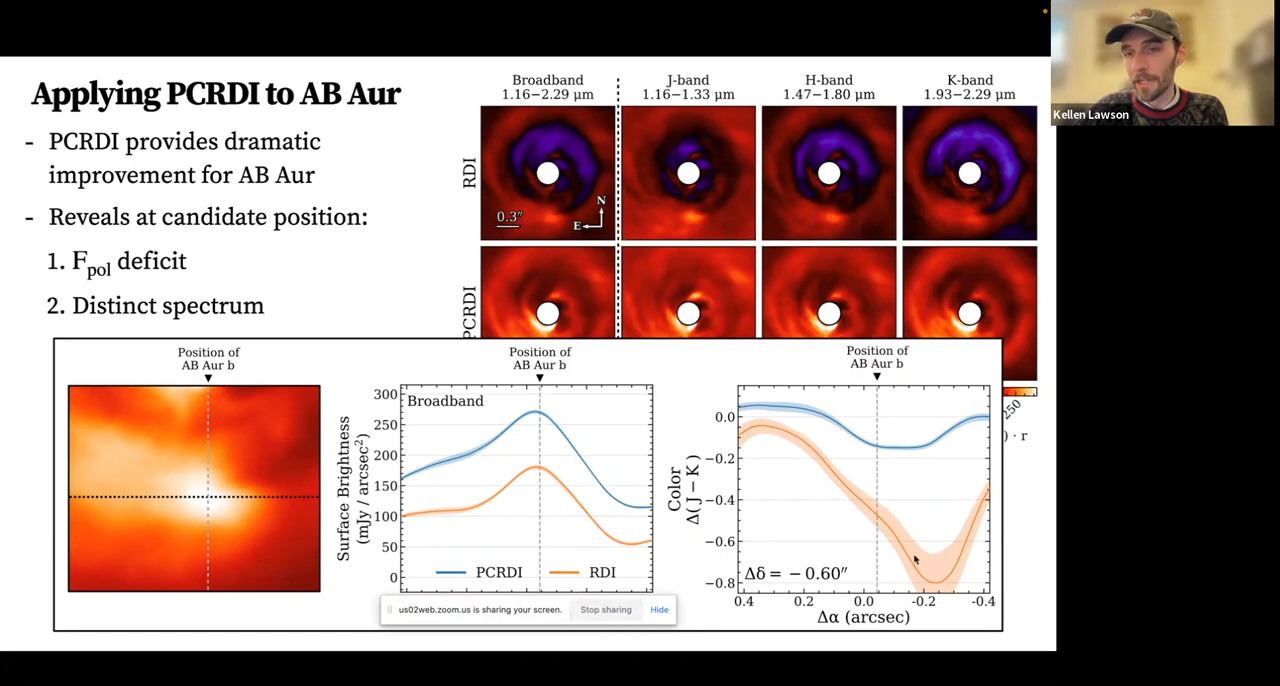 Applying PCRDI to AB Aur
- PCRDI provides dramatic
improvement for AB Aur
- Reveals at candidate position:
1. Fpol deficit
2. Distinct spectrum
Broadband
1.16−2.29 μm
J-band
1.16−1.33 μm
H-band
1.47−1.80 μm
K-band
1.93−2.29 μm
RDI
0.3″
N
E
PCRDI
250
) · r
Position of
AB Aur b
Position of
AB Aur b
Broadband
Surface Brightness
(mJy / arcsec²)
300
250
200
150
100
50
0
PCRDI
RDI
Position of
AB Aur b
Color
Δ( J − K )
0.0
−0.2
−0.4
−0.6
−0.8
Δδ = −0.60″
0.4 0.2 0.0 -0.2 -0.4
Δα (arcsec)
us02web.zoom.us is sharing your screen.
Stop sharing
Hide
Kellen Lawson